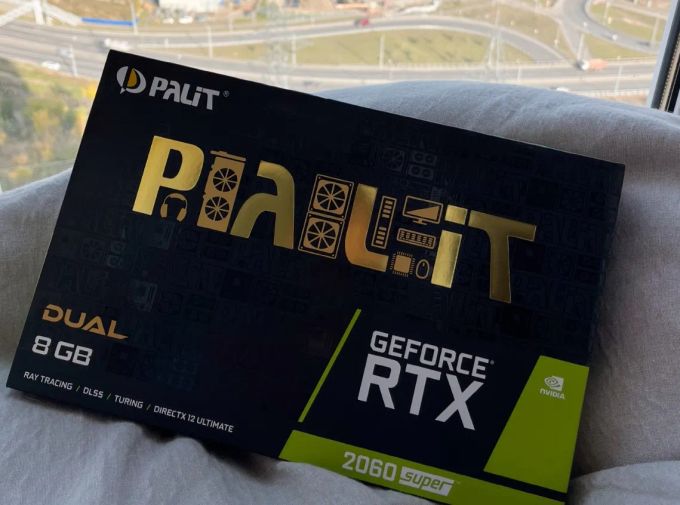 PALiT®
PALiT
DUAL
8 GB
RAY TRACING / DLSS / TURING / DIRECTX 12 ULTIMATE
GEFORCE®
RTX
NVIDIA
2060 super